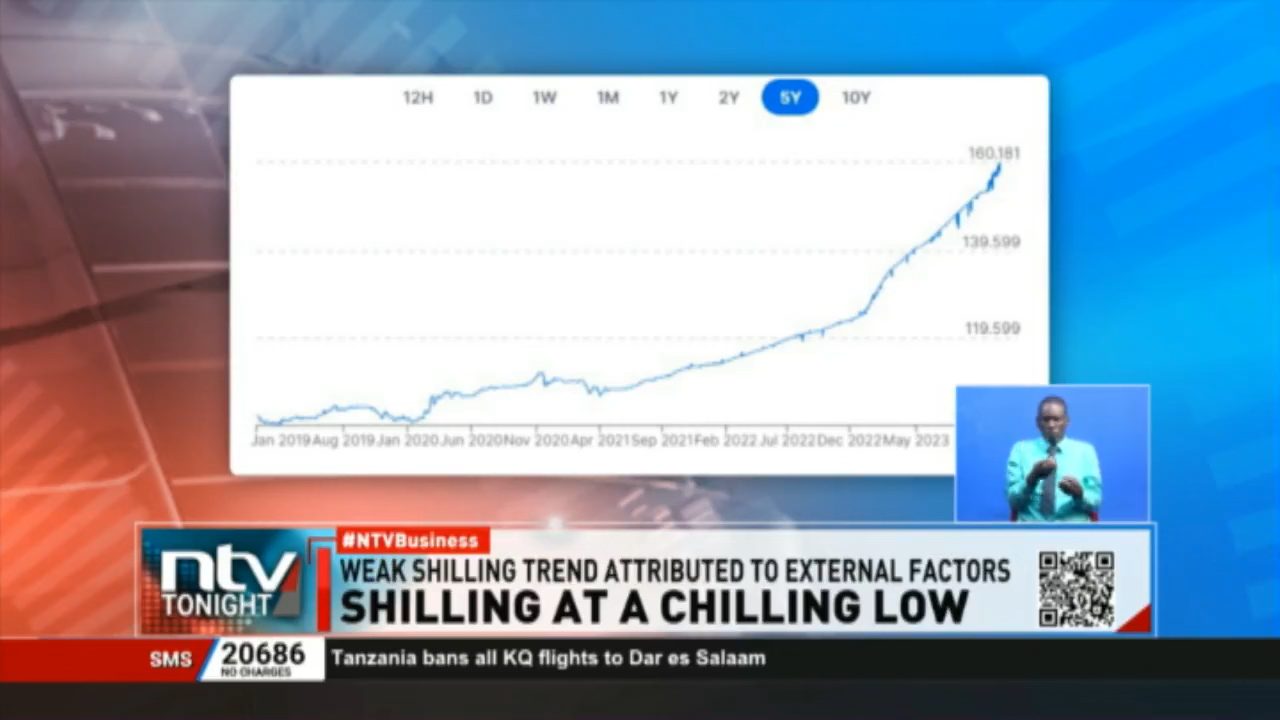 12H 1D 1W 1M 1Y 2Y 5Y 10Y
160.181
139.599
119.599
Jan 2019 Aug 2019 Jan 2020 Jun 2020 Nov 2020 Apr 2021 Sep 2021 Feb 2022 Jul 2022 Dec 2022 May 2023
#NTVBusiness
ntv
TONIGHT
WEAK SHILLING TREND ATTRIBUTED TO EXTERNAL FACTORS
SHILLING AT A CHILLING LOW
SMS 20686
NO CHARGES
Tanzania bans all KQ flights to Dar es Salaam